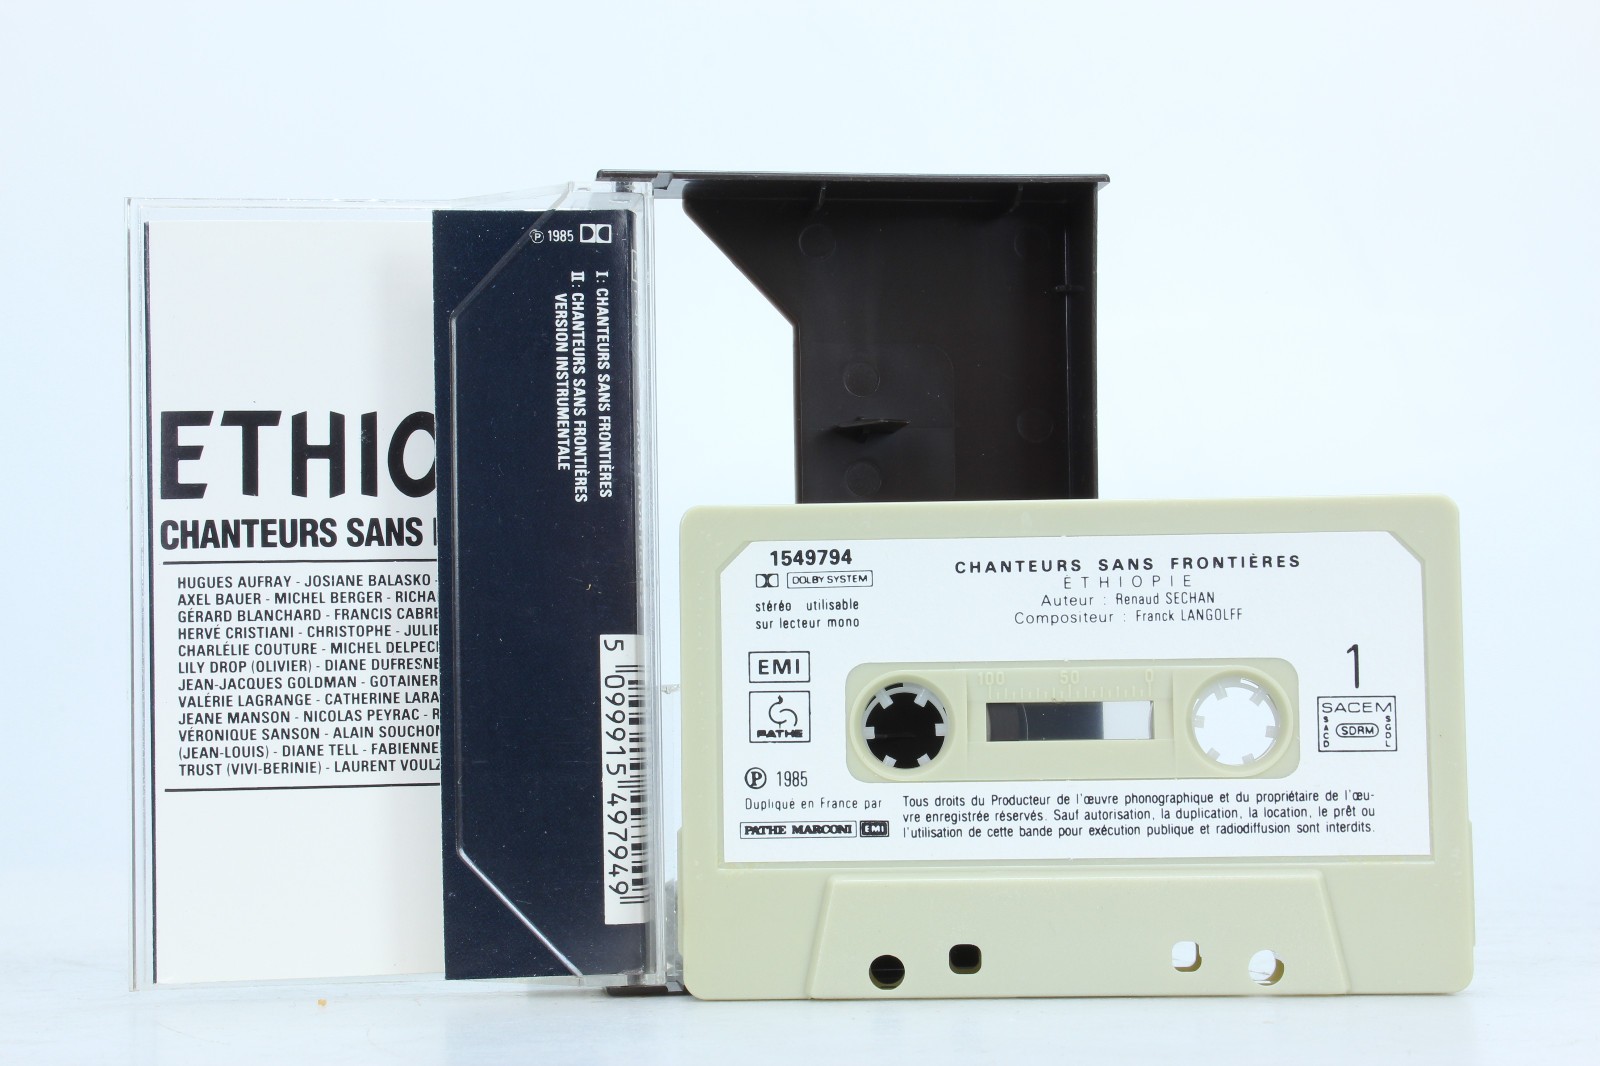 ETHIO
CHANTEURS SANS
HUGUES AUFRAY - JOSIANE BALASKO -
AXEL BAUER - MICHEL BERGER - RICHA
GÉRARD BLANCHARD - FRANCIS CABRE
HERVÉ CRISTIANI - CHRISTOPHE - JULIE
CHARLÉLIE COUTURE - MICHEL DELPEC
LILY DROP (OLIVIER) - DIANE DUFRESNE
JEAN-JACQUES GOLDMAN - GOTAINER
VALÉRIE LAGRANGE - CATHERINE LARA
JEANE MANSON - NICOLAS PEYRAC - R
VÉRONIQUE SANSON - ALAIN SOUCHON
(JEAN-LOUIS) - DIANE TELL - FABIENNE
TRUST (VIVI-BERINIE) - LAURENT VOULZ
Ⓟ 1985
I: CHANTEURS SANS FRONTIÈRES
II: CHANTEURS SANS FRONTIÈRES
VERSION INSTRUMENTALE
5 099915 497949
1549794
DOLBY SYSTEM
stéréo utilisable
sur lecteur mono
EMI
PATHE
Ⓟ 1985
Dupliqué en France par
PATHE MARCONI EMI
CHANTEURS SANS FRONTIÈRES
ÉTHIOPIE
Auteur : Renaud SECHAN
Compositeur : Franck LANGOLFF
100 50 0
1
SACEM
SACD SDRM SGDL
Tous droits du Producteur de l'œuvre phonographique et du propriétaire de l'œu-
vre enregistrée réservés. Sauf autorisation, la duplication, la location, le prêt ou
l'utilisation de cette bande pour exécution publique et radiodiffusion sont interdits.